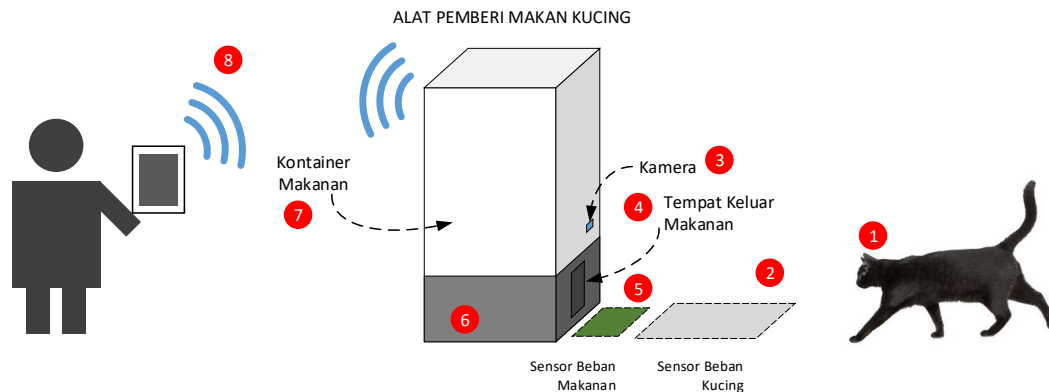 ALAT PEMBERI MAKAN KUCING
8
Kontainer
Makanan
7
Kamera
3
4
Tempat Keluar
Makanan
1
2
5
6
Sensor Beban
Makanan
Sensor Beban
Kucing